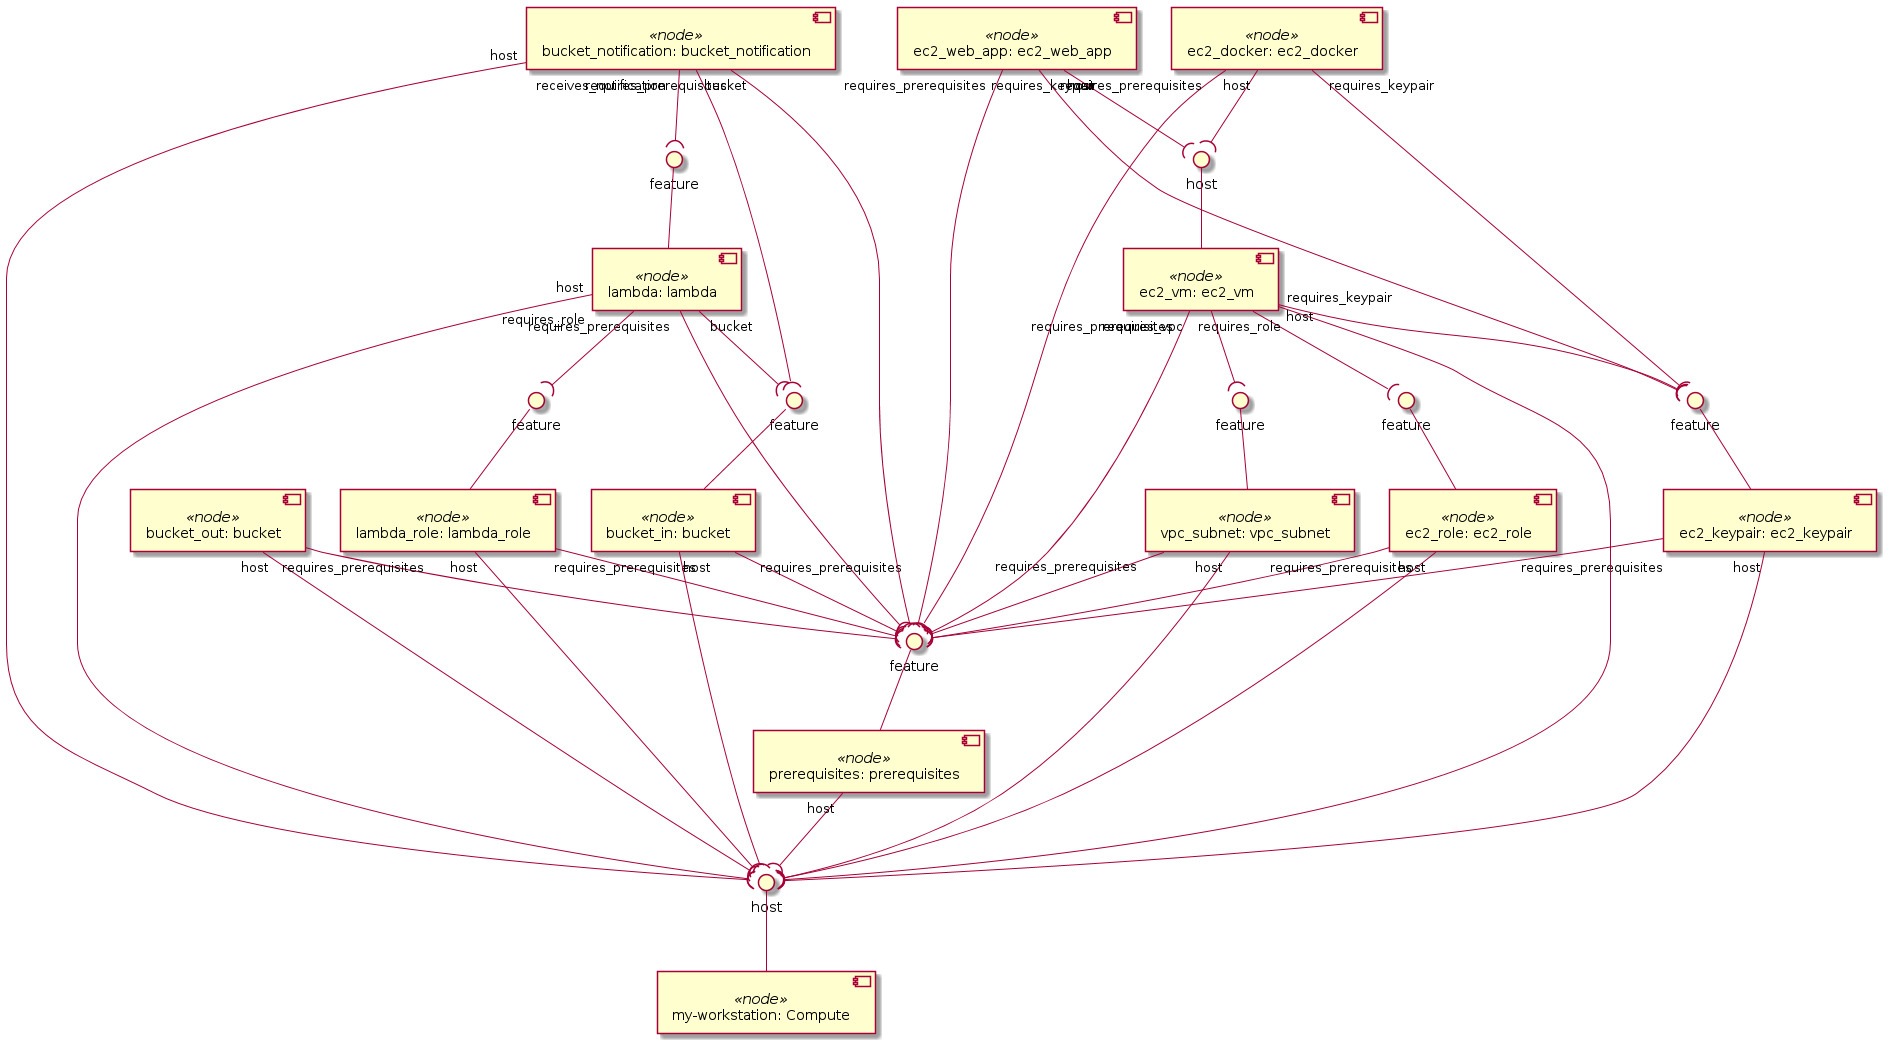 host
«node»
bucket_notification: bucket_notification
«node»
ec2_web_app: ec2_web_app
«node»
ec2_docker: ec2_docker
receives_notification
requires_prerequisites
bucket
requires_prerequisites
requires_keypair
host
requires_prerequisites
host
requires_keypair
feature
host
host
«node»
lambda: lambda
«node»
ec2_vm: ec2_vm
requires_keypair
host
requires_role
requires_prerequisites
bucket
requires_prerequisites
requires_vpc
requires_role
feature
feature
feature
feature
feature
«node»
bucket_out: bucket
«node»
lambda_role: lambda_role
«node»
bucket_in: bucket
«node»
vpc_subnet: vpc_subnet
«node»
ec2_role: ec2_role
«node»
ec2_keypair: ec2_keypair
host
requires_prerequisites
host
requires_prerequisites
host
requires_prerequisites
requires_prerequisites
host
requires_prerequisites
host
requires_prerequisites
host
feature
«node»
prerequisites: prerequisites
host
host
«node»
my-workstation: Compute